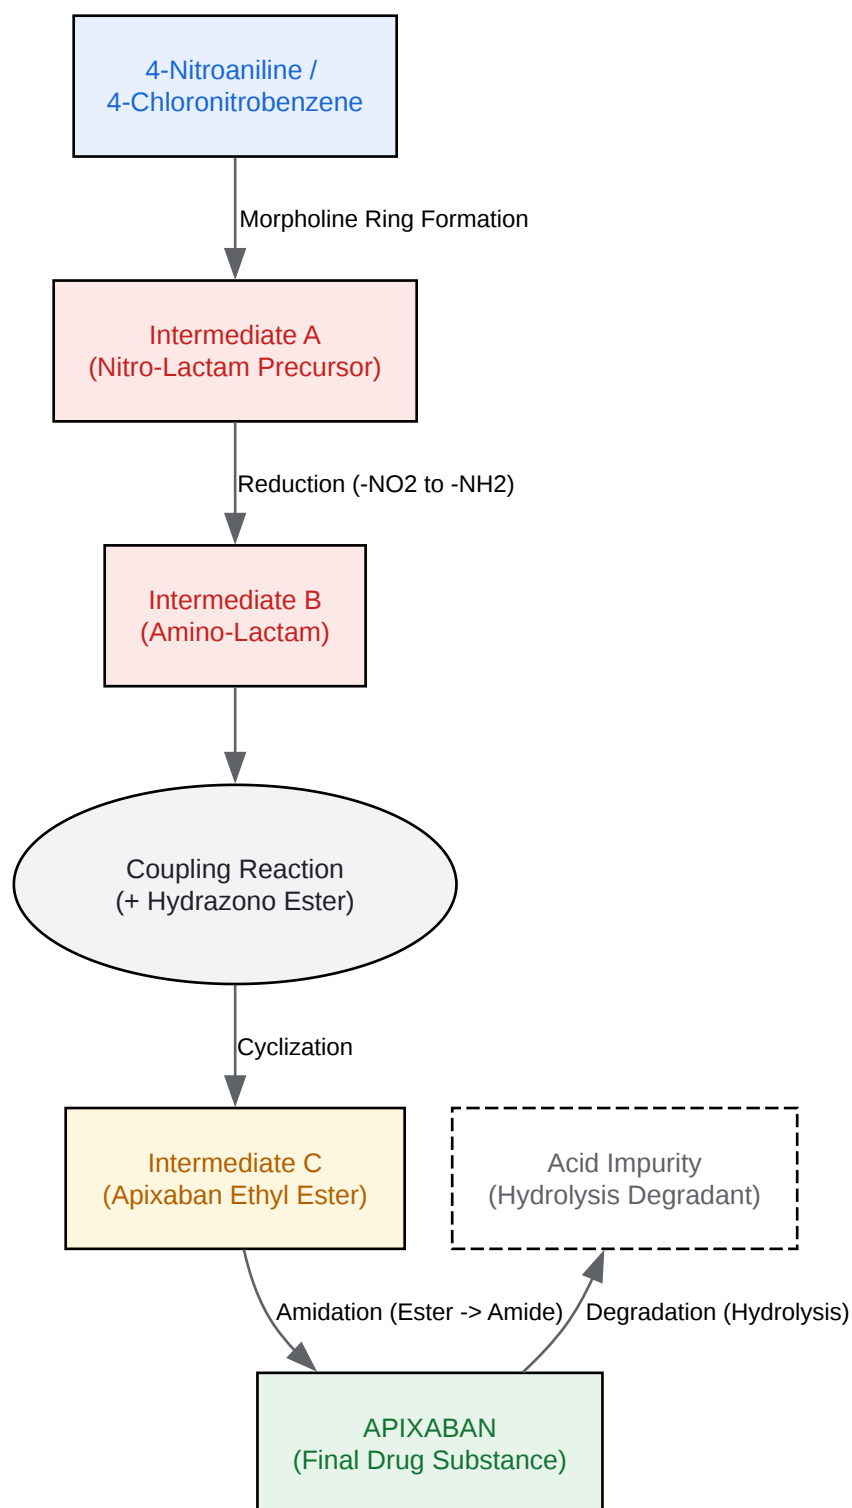 4-Nitroaniline /
4-Chloronitrobenzene
Morpholine Ring Formation
Intermediate A
(Nitro-Lactam Precursor)
Reduction (-NO2 to -NH2)
Intermediate B
(Amino-Lactam)
Coupling Reaction
(+ Hydrazono Ester)
Cyclization
Intermediate C
(Apixaban Ethyl Ester)
Acid Impurity
(Hydrolysis Degradant)
Amidation (Ester -> Amide)
Degradation (Hydrolysis)
APIXABAN
(Final Drug Substance)